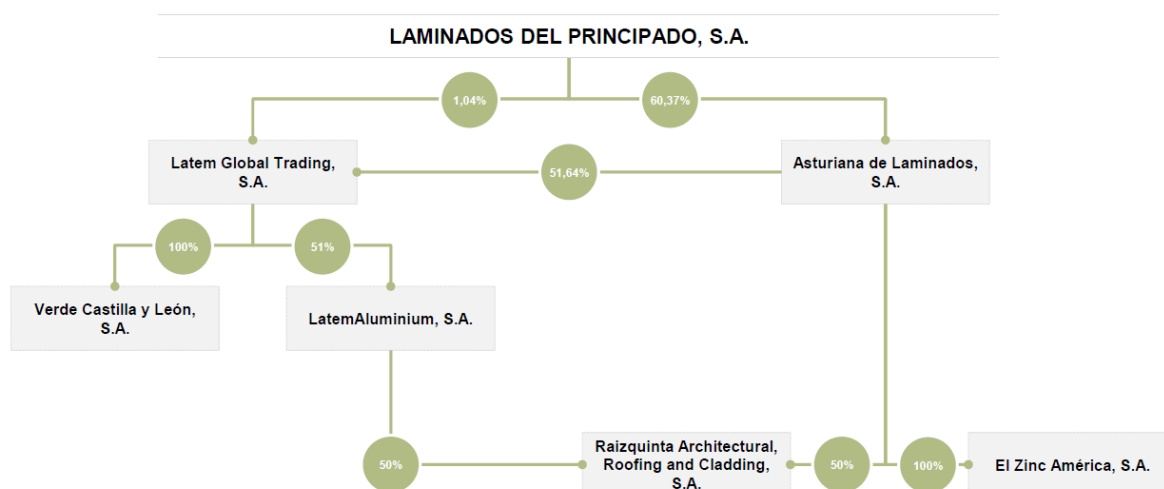 LAMINADOS DEL PRINCIPADO, S.A.
1,04%
60,37%
Latem Global Trading,
S.A.
51,64%
Asturiana de Laminados,
S.A.
100%
51%
Verde Castilla y León,
S.A.
LatemAluminium, S.A.
50%
Raizquinta Architectural,
Roofing and Cladding,
S.A.
50%
100%
El Zinc América, S.A.